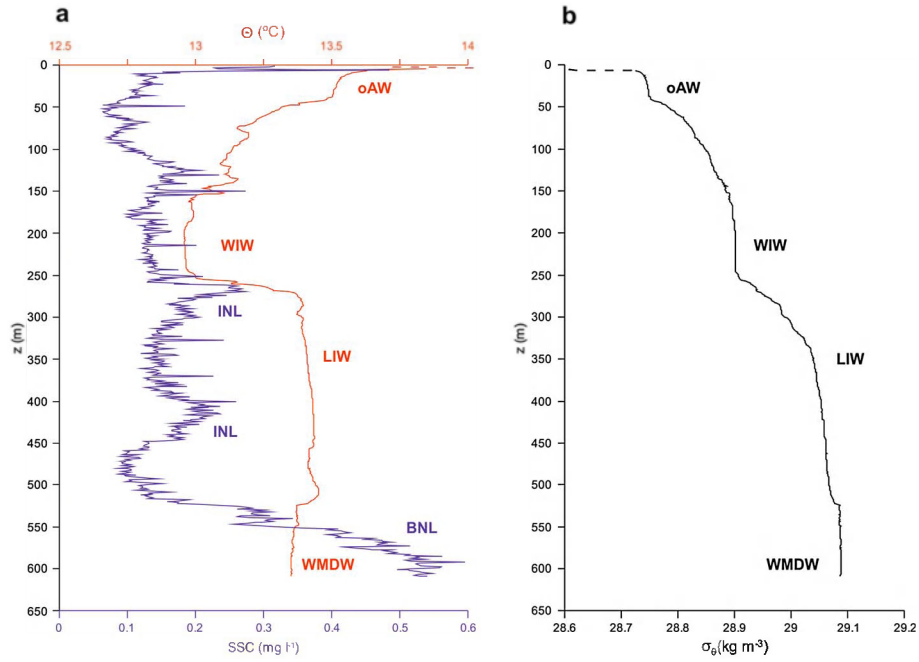 a
Θ (ºC)
12.5 13 13.5 14
0
50
100
150
200
250
300
350
400
450
500
550
600
650
z (m)
oAW
WIW
INL
LIW
INL
BNL
WMDW
0 0.1 0.2 0.3 0.4 0.5 0.6
SSC (mg l-1)
b
0
50
100
150
200
250
300
350
400
450
500
550
600
650
z (m)
oAW
WIW
LIW
WMDW
28.6 28.7 28.8 28.9 29 29.1 29.2
σθ(kg m-3)